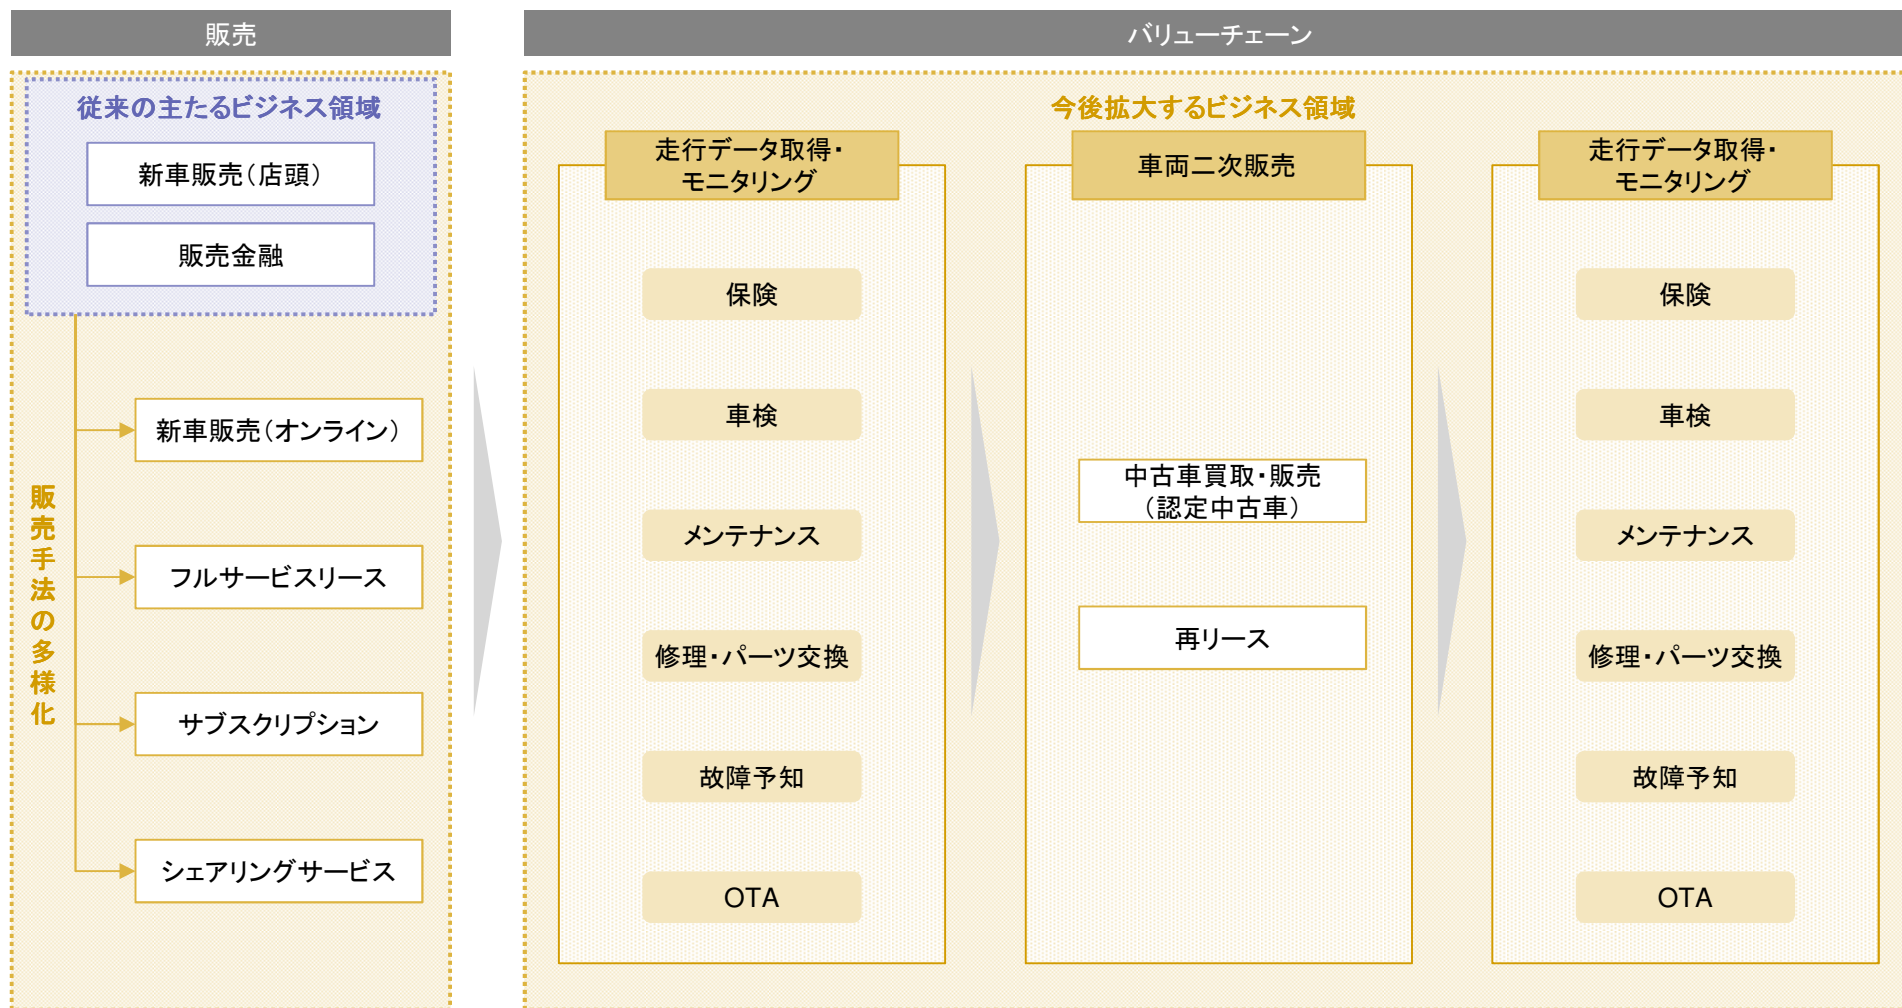 販売
従来の主たるビジネス領域
新車販売（店頭）
販売金融
販売手法の多様化
新車販売（オンライン）
フルサービスリース
サブスクリプション
シェアリングサービス
バリューチェーン
今後拡大するビジネス領域
走行データ取得・
モニタリング
保険
車検
メンテナンス
修理・パーツ交換
故障予知
OTA
車両二次販売
中古車買取・販売
（認定中古車）
再リース
走行データ取得・
モニタリング
保険
車検
メンテナンス
修理・パーツ交換
故障予知
OTA